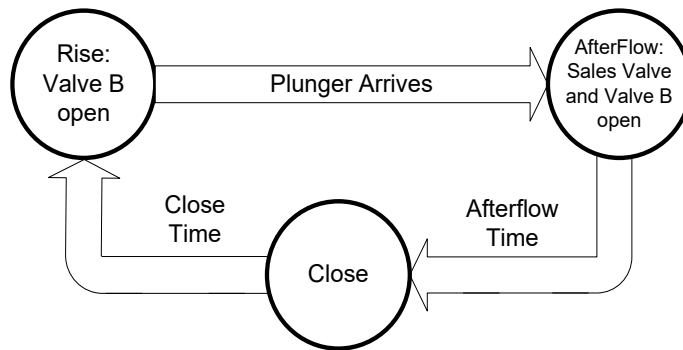 Rise:
Valve B
open
Plunger Arrives
AfterFlow:
Sales Valve
and Valve B
open
Close
Time
Afterflow
Time
Close